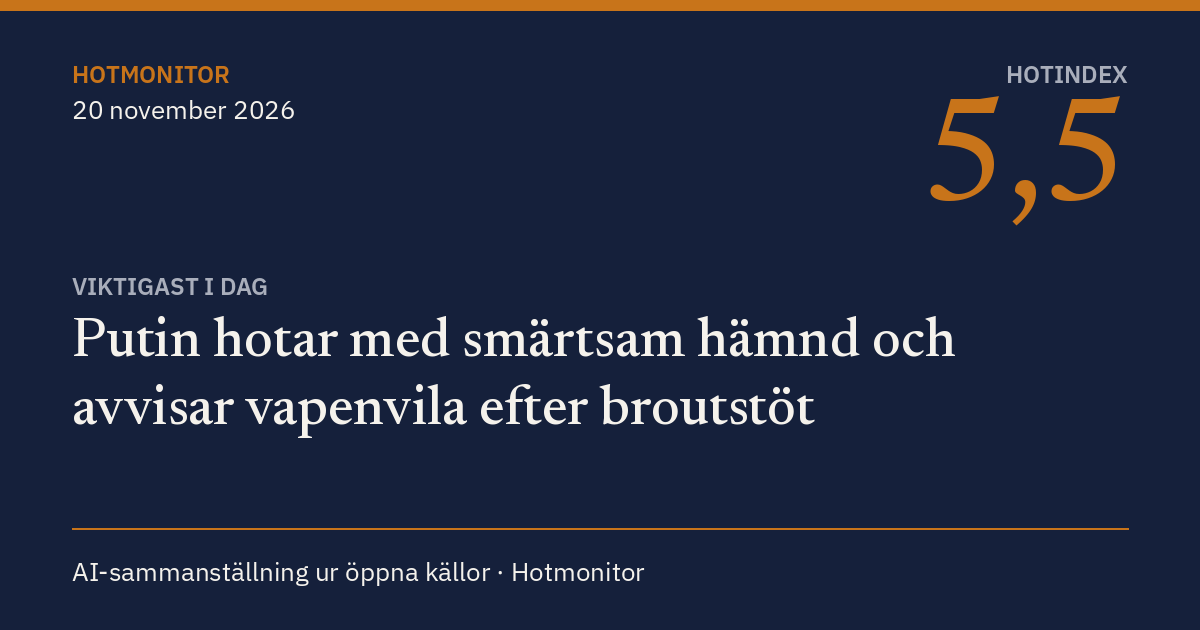 HOTMONITOR
20 november 2026
HOTINDEX
5,5
VIKTIGAST I DAG
Putin hotar med smärtsam hämnd och
avvisar vapenvila efter broutstöt
AI-sammanställning ur öppna källor · Hotmonitor